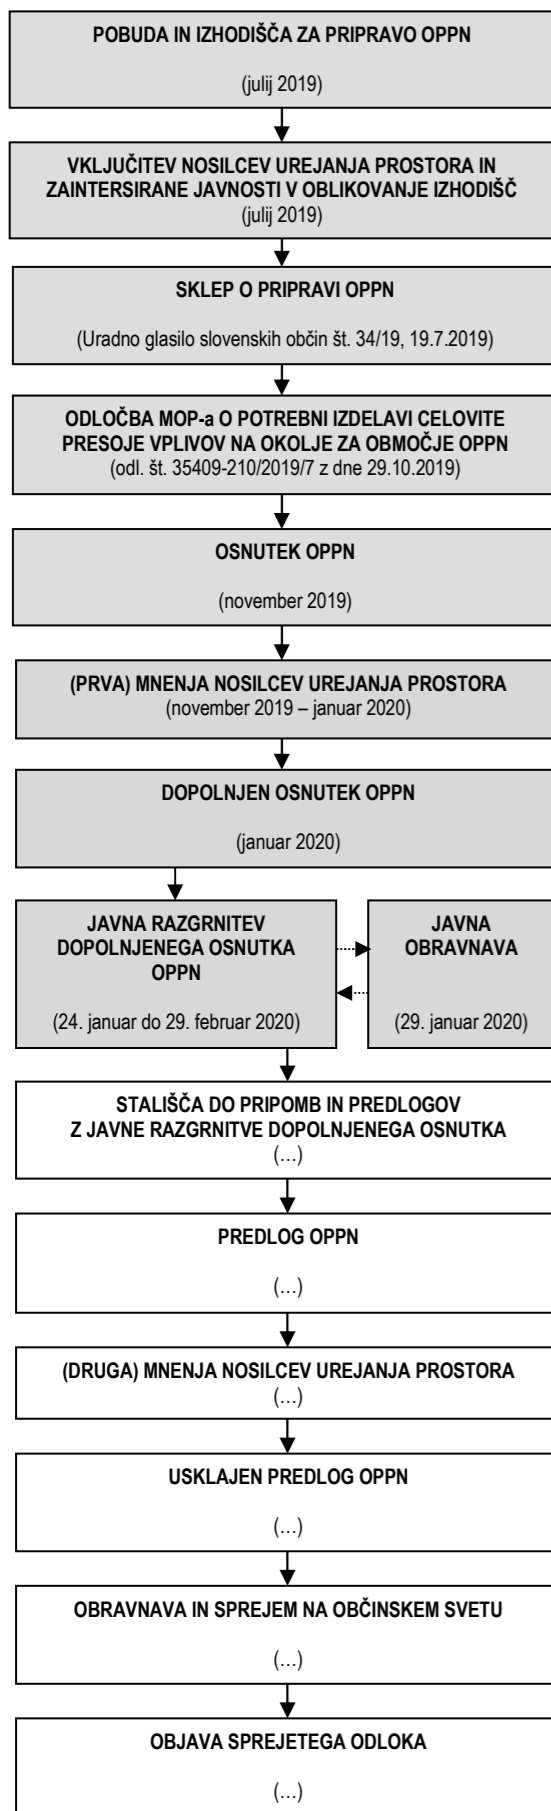 POBUDA IN IZHODIŠČA ZA PRIPRAVO OPPN
(julij 2019)
VKLJUČITEV NOSILCEV UREJANJA PROSTORA IN
ZAINTERSIRANE JAVNOSTI V OBLIKOVANJE IZHODIŠČ
(julij 2019)
SKLEP O PRIPRAVI OPPN
(Uradno glasilo slovenskih občin št. 34/19, 19.7.2019)
ODLOČBA MOP-a O POTREBNI IZDELAVI CELOVITE
PRESOJE VPLIVOV NA OKOLJE ZA OBMOČJE OPPN
(odl. št. 35409-210/2019/7 z dne 29.10.2019)
OSNUTEK OPPN
(november 2019)
(PRVA) MNENJA NOSILCEV UREJANJA PROSTORA
(november 2019 – januar 2020)
DOPOLNJEN OSNUTEK OPPN
(januar 2020)
JAVNA RAZGRNITEV
DOPOLNJENEGA OSNUTKA
OPPN
(24. januar do 29. februar 2020)
JAVNA
OBRAVNAVA
(29. januar 2020)
STALIŠČA DO PRIPOMB IN PREDLOGOV
Z JAVNE RAZGRNITVE DOPOLNJENEGA OSNUTKA
(…)
PREDLOG OPPN
(…)
(DRUGA) MNENJA NOSILCEV UREJANJA PROSTORA
(…)
USKLAJEN PREDLOG OPPN
(…)
OBRAVNAVA IN SPREJEM NA OBČINSKEM SVETU
(…)
OBJAVA SPREJETEGA ODLOKA
(…)